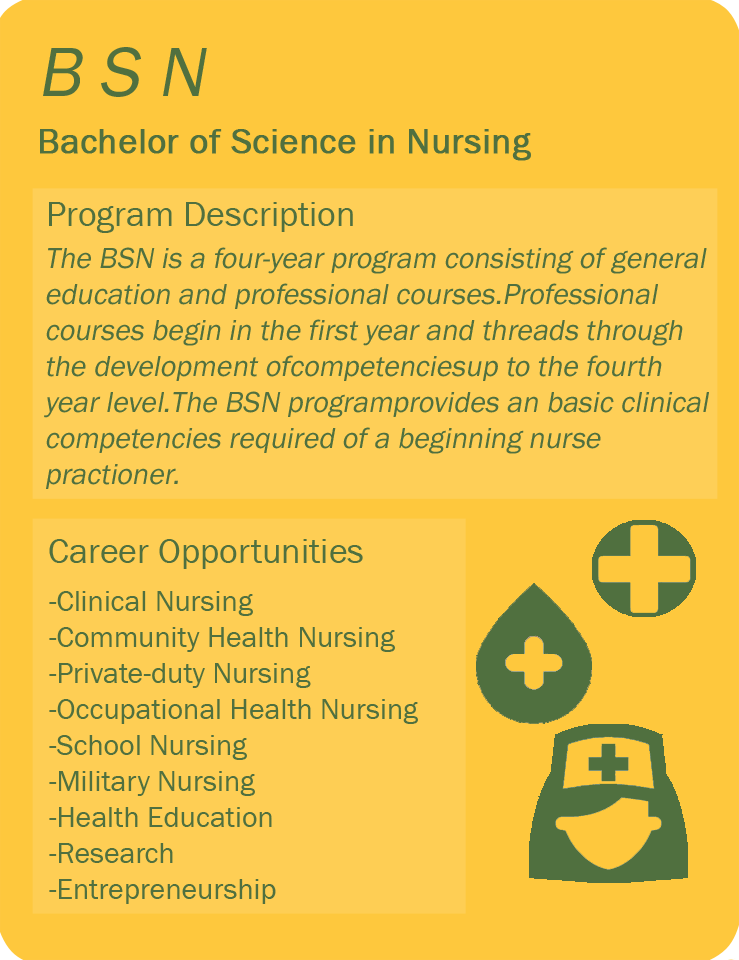 B S N
Bachelor of Science in Nursing
Program Description
The BSN is a four-year program consisting of general
education and professional courses.Professional
courses begin in the first year and threads through
the development ofcompetenciesup to the fourth
year level.The BSN programprovides an basic clinical
competencies required of a beginning nurse
practioner.
Career Opportunities
-Clinical Nursing
-Community Health Nursing
-Private-duty Nursing
-Occupational Health Nursing
-School Nursing
-Military Nursing
-Health Education
-Research
-Entrepreneurship